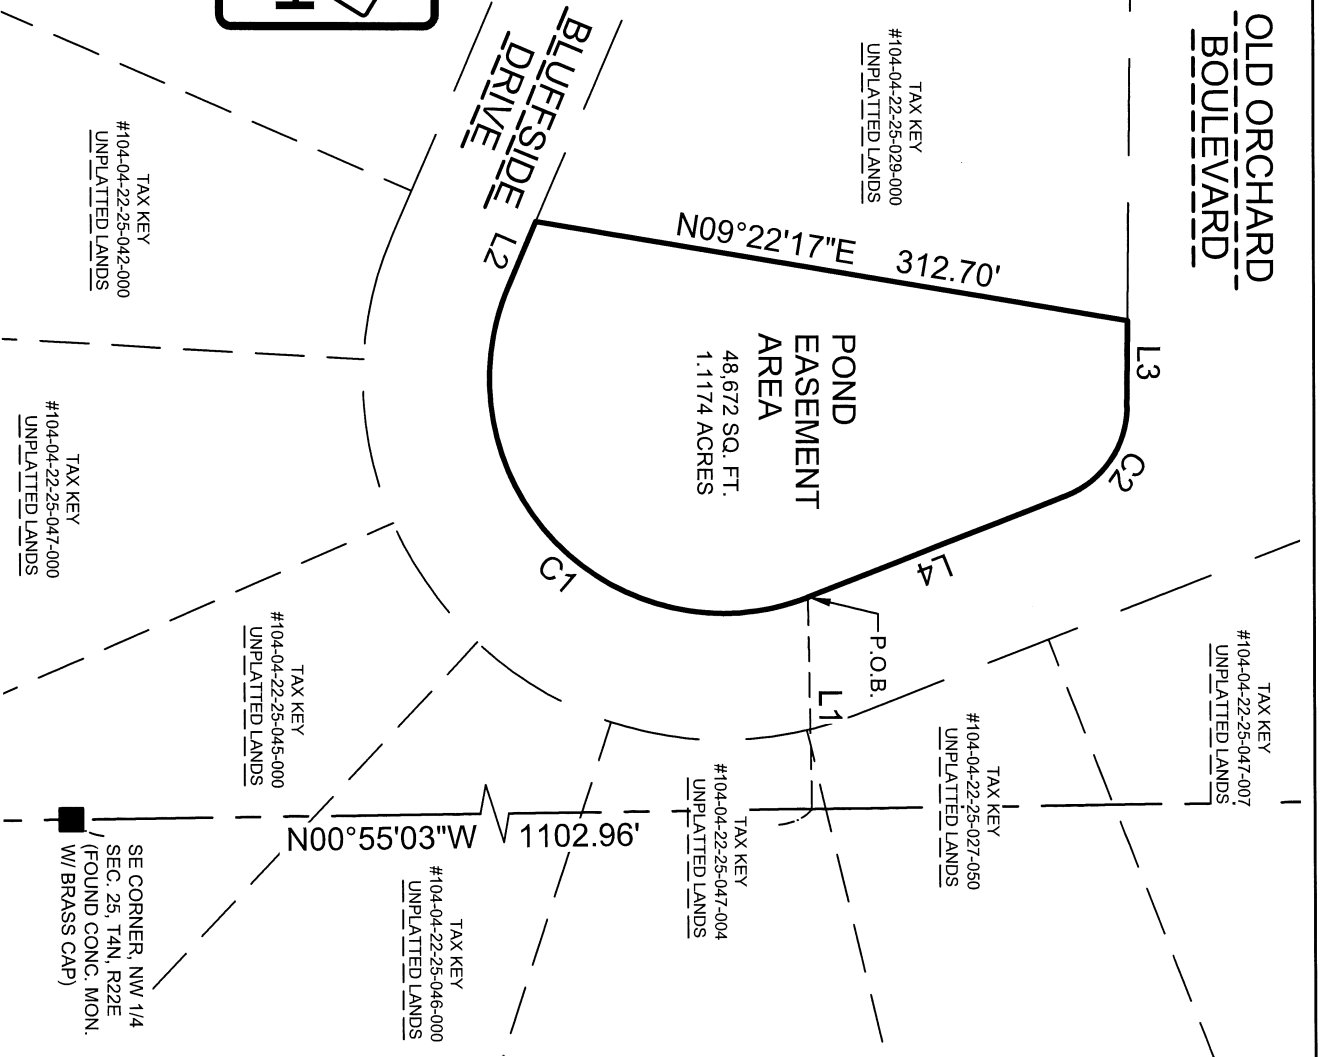 OLD ORCHARD
BOULEVARD
BLUFFSIDE
DRIVE
TAX KEY
#104-04-22-25-029-000
UNPLATTED LANDS
TAX KEY
#104-04-22-25-042-000
UNPLATTED LANDS
L2
N09°22'17"E 312.70'
L3
C2
POND
EASEMENT
AREA
48,672 SQ. FT.
1.1174 ACRES
L4
C1
P.O.B.
L1
TAX KEY
#104-04-22-25-047-000
UNPLATTED LANDS
TAX KEY
#104-04-22-25-045-000
UNPLATTED LANDS
TAX KEY
#104-04-22-25-047-007
UNPLATTED LANDS
TAX KEY
#104-04-22-25-027-050
UNPLATTED LANDS
TAX KEY
#104-04-22-25-047-004
UNPLATTED LANDS
TAX KEY
#104-04-22-25-046-000
UNPLATTED LANDS
N00°55'03"W 1102.96'
SE CORNER, NW 1/4
SEC. 25, T4N, R22E
(FOUND CONC. MON.
W/ BRASS CAP)